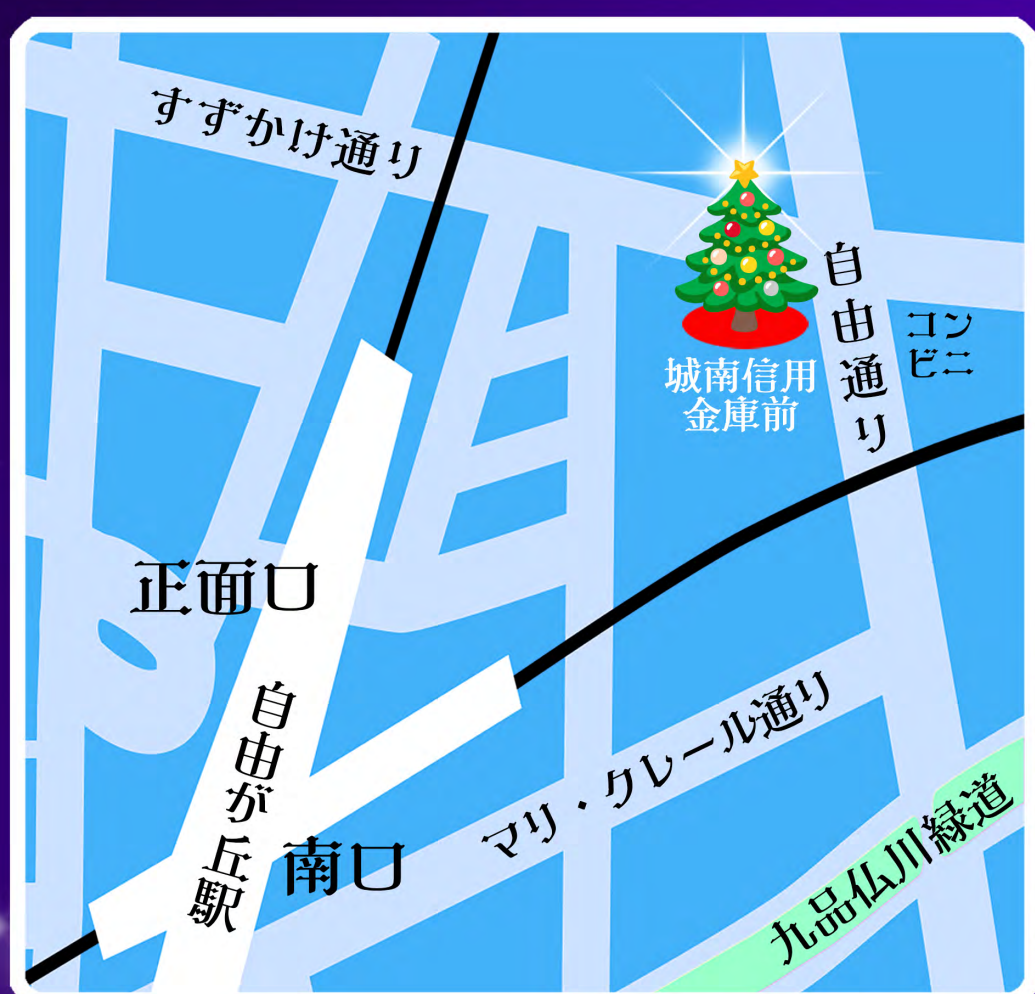 すずかけ通り
自由通り
コン
ビニ
城南信用
金庫前
正面口
自由が丘駅
マリ・クレール通り
南口
九品仏川緑道